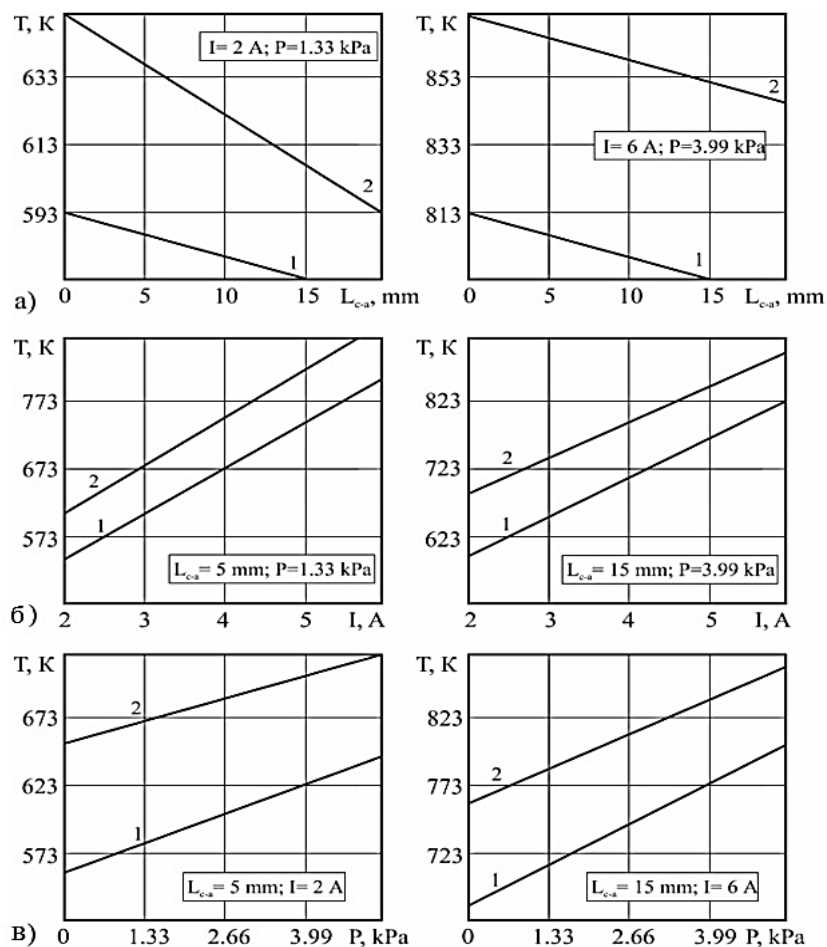 T, K
I= 2 A; P=1.33 kPa
633
613
593
2
1
а)
0 5 10 15 L_c-a, mm
T, K
853
833
813
2
I= 6 A; P=3.99 kPa
1
0 5 10 15 L_c-a, mm
T, K
773
673
573
2
1
L_c-a= 5 mm; P=1.33 kPa
б)
2 3 4 5 I, A
T, K
823
723
623
2
1
L_c-a= 15 mm; P=3.99 kPa
2 3 4 5 I, A
T, K
673
623
573
2
1
L_c-a= 5 mm; I= 2 A
в)
0 1.33 2.66 3.99 P, kPa
T, K
823
773
723
2
1
L_c-a= 15 mm; I= 6 A
0 1.33 2.66 3.99 P, kPa